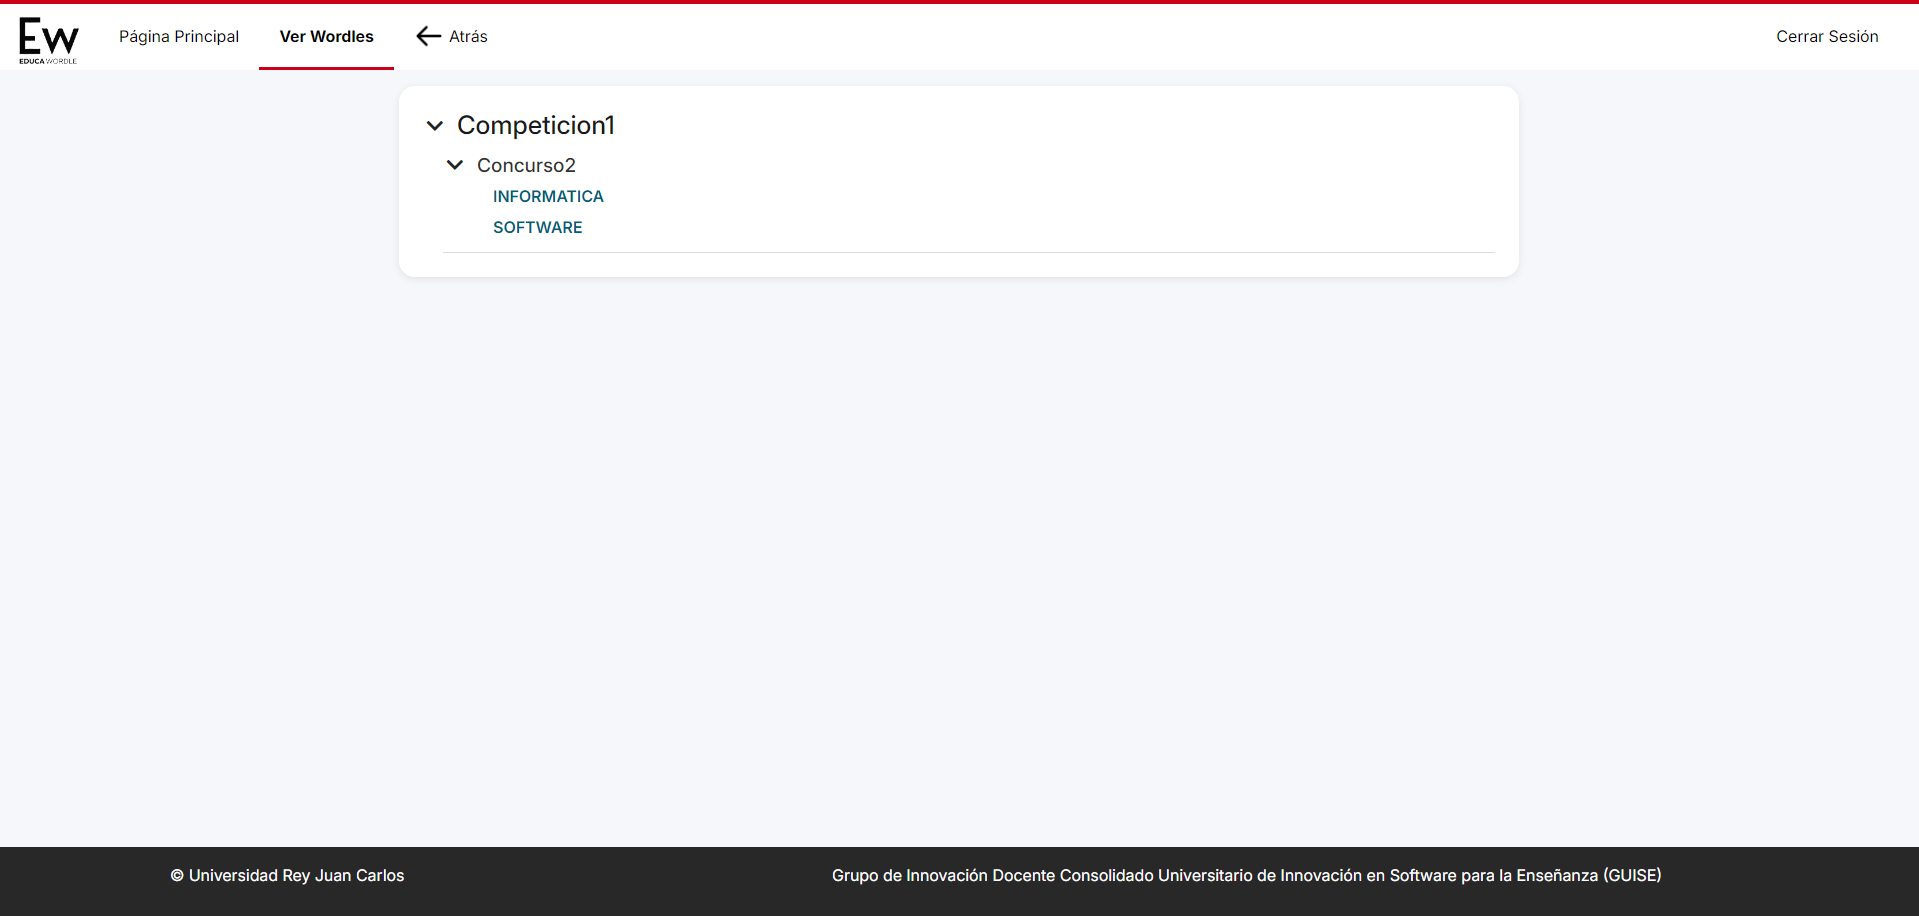 Ew
EDUCA WORDLE
Página Principal
Ver Wordles
Atrás
Cerrar Sesión
Competicion1
Concurso2
INFORMATICA
SOFTWARE
© Universidad Rey Juan Carlos
Grupo de Innovación Docente Consolidado Universitario de Innovación en Software para la Enseñanza (GUISE)